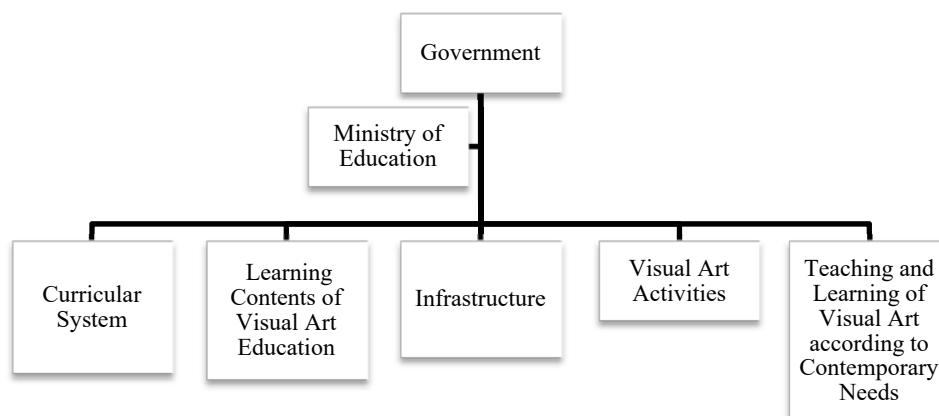 Government
Ministry of
Education
Curricular
System
Learning
Contents of
Visual Art
Education
Infrastructure
Visual Art
Activities
Teaching and
Learning of
Visual Art
according to
Contemporary
Needs